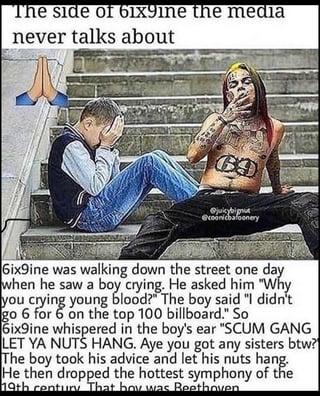 The side of 6ix9ine the media
never talks about
69
@juicybignut
@coonicbafoonery
6ix9ine was walking down the street one day
when he saw a boy crying. He asked him "Why
you crying young blood?" The boy said "I didn't
go 6 for 6 on the top 100 billboard." So
6ix9ine whispered in the boy's ear "SCUM GANG
LET YA NUTS HANG. Aye you got any sisters btw?"
The boy took his advice and let his nuts hang.
He then dropped the hottest symphony of the
19th century. That boy was Beethoven